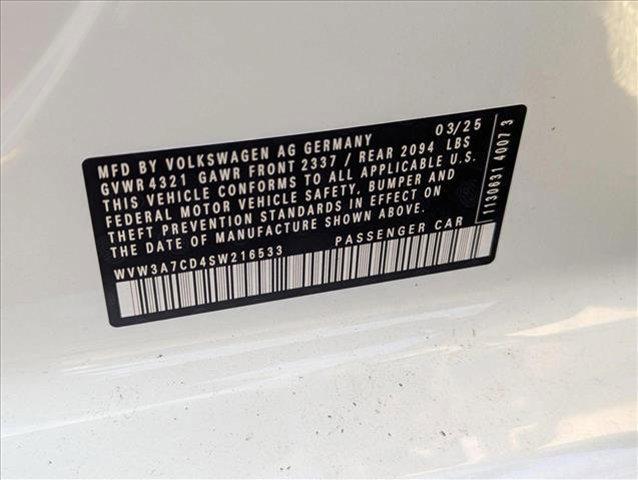 MFD BY VOLKSWAGEN AG GERMANY 03/25
GVWR 4321 GAWR FRONT 2337 / REAR 2094 LBS
THIS VEHICLE CONFORMS TO ALL APPLICABLE U.S.
FEDERAL MOTOR VEHICLE SAFETY, BUMPER AND
THEFT PREVENTION STANDARDS IN EFFECT ON
THE DATE OF MANUFACTURE SHOWN ABOVE.
WVW3A7CD4SW216533 PASSENGER CAR
1130631 4007 3